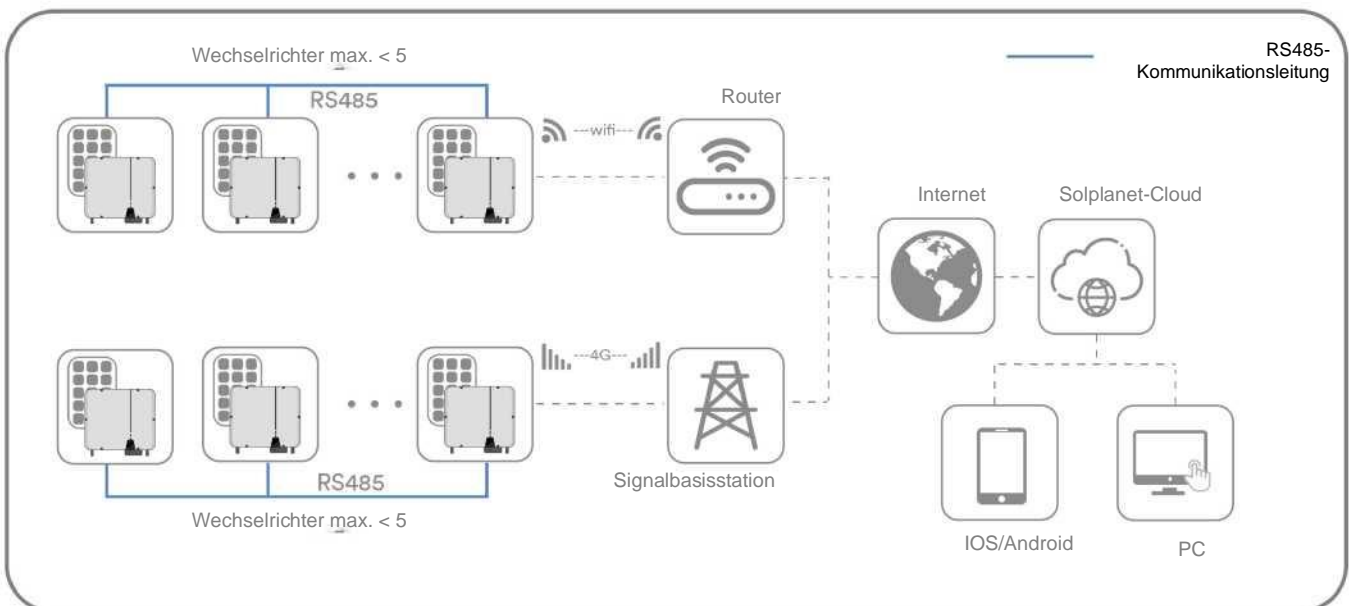 Wechselrichter max. < 5
RS485
RS485-
Kommunikationsleitung
Router
---wifi---
Internet
Solplanet-Cloud
---4G---
RS485
Wechselrichter max. < 5
Signalbasisstation
IOS/Android
PC